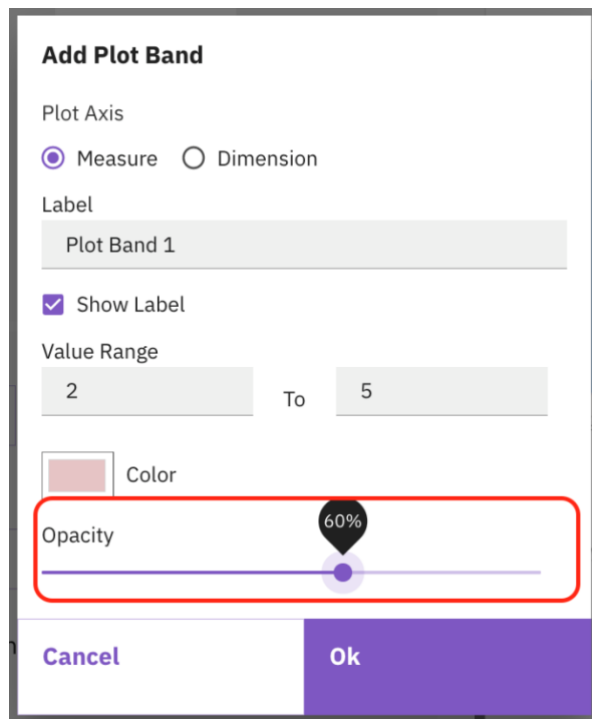 Add Plot Band
Plot Axis
Measure Dimension
Label
Plot Band 1
Show Label
Value Range
2 To 5
Color
Opacity 60%
Cancel Ok